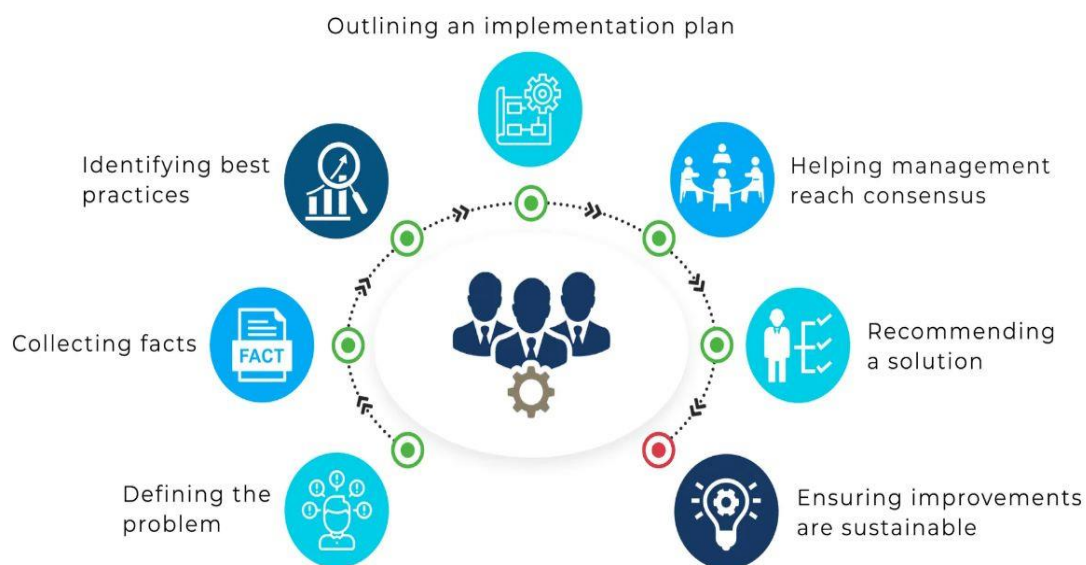 Outlining an implementation plan
Identifying best
practices
Helping management
reach consensus
Collecting facts
FACT
Recommending
a solution
Defining the
problem
Ensuring improvements
are sustainable